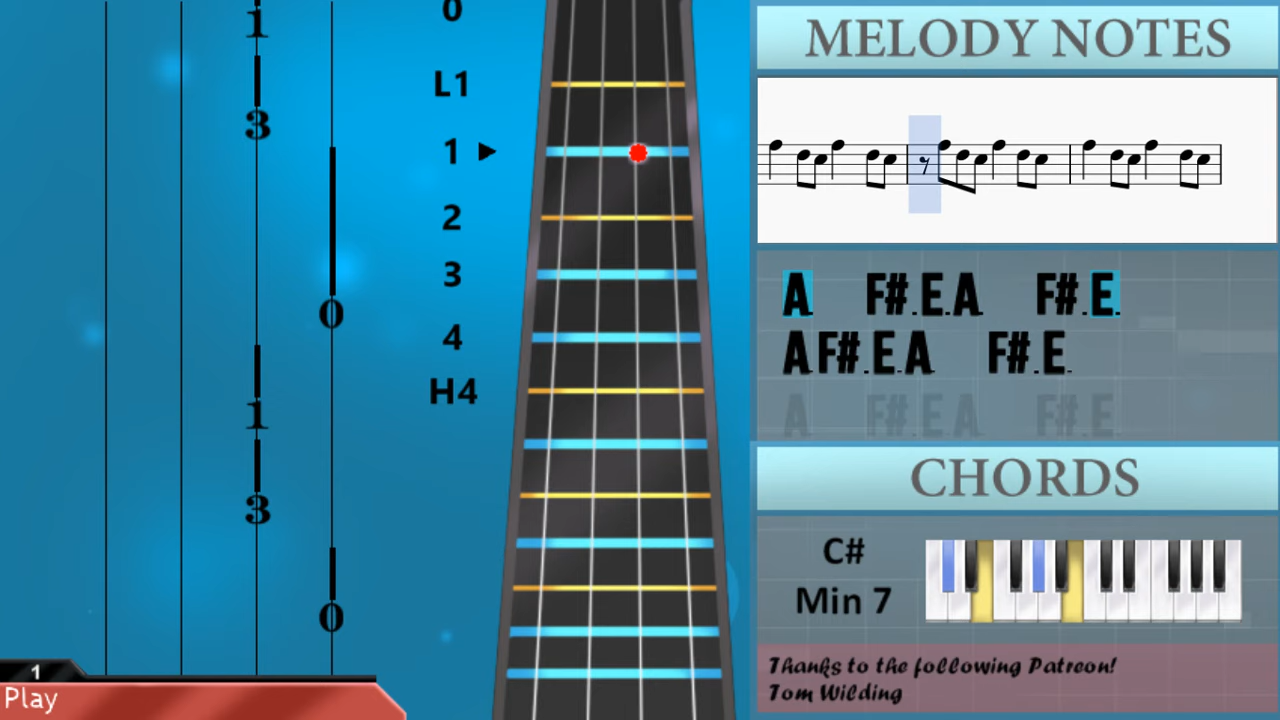 1
3
0
1
3
0
1
Play
0
L1
1
2
3
4
H4
MELODY NOTES
A F#.E.A F#.E.
A F#.E.A F#.E.
A F# E A F# E
CHORDS
C#
Min 7
Thanks to the following Patreon!
Tom Wilding